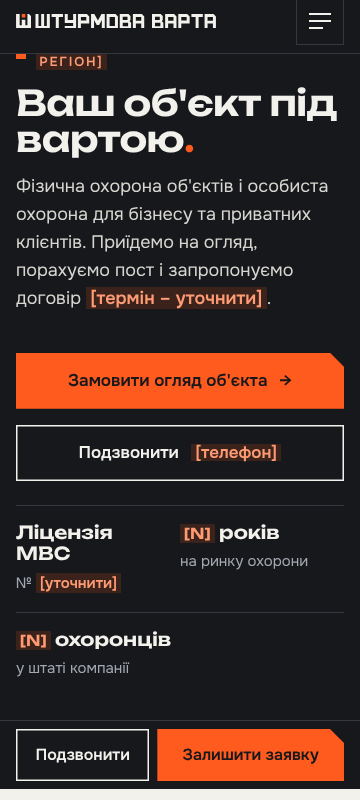 ШТУРМОВА ВАРТА
РЕГІОН]
Ваш об'єкт під
вартою.
Фізична охорона об'єктів і особиста
охорона для бізнесу та приватних
клієнтів. Приїдемо на огляд,
порахуємо пост і запропонуємо
договір [термін – уточнити].
Замовити огляд об'єкта →
Подзвонити [телефон]
Ліцензія
МВС
№ [уточнити]
[N] років
на ринку охорони
[N] охоронців
у штаті компанії
Подзвонити
Залишити заявку